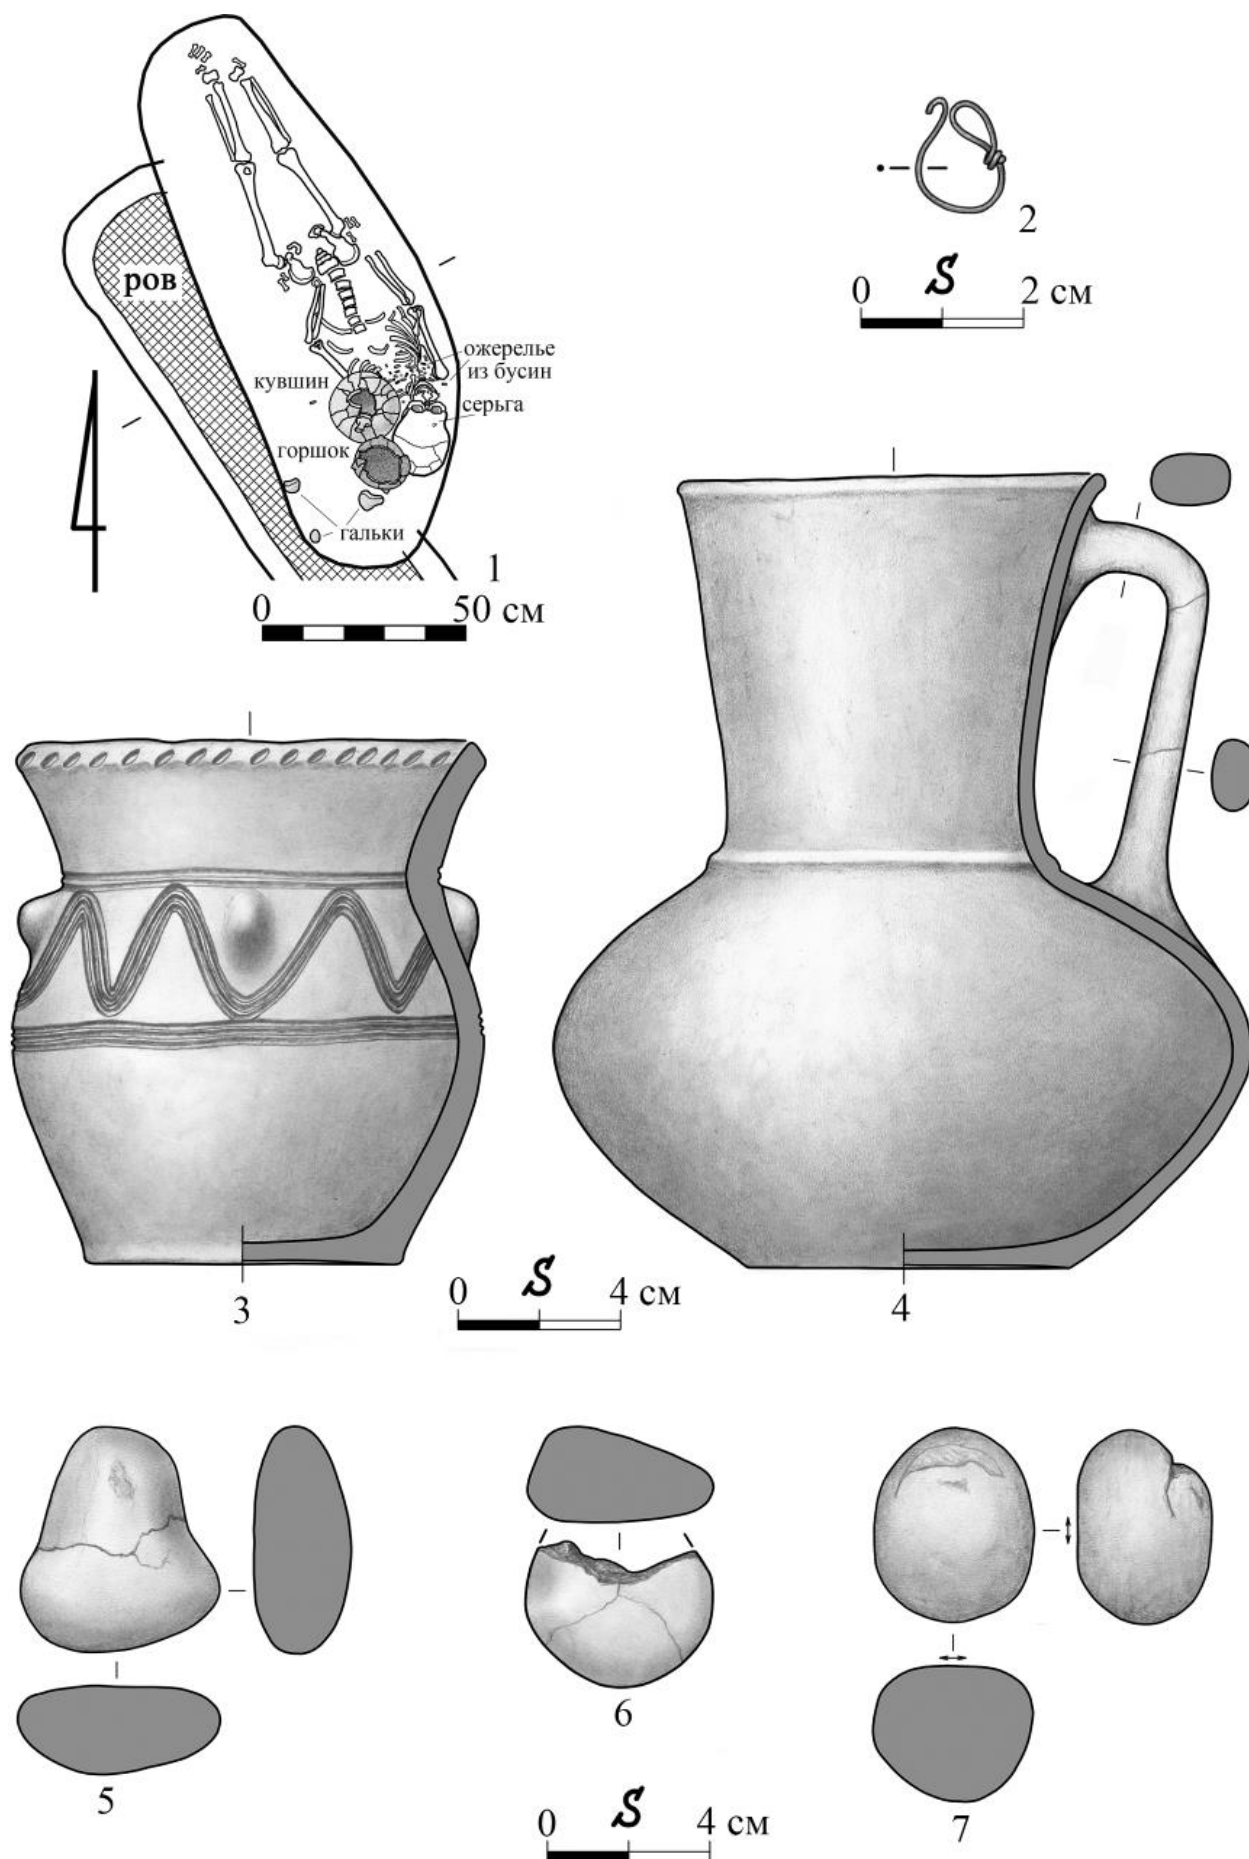 2
0 S 2 см
ров
ожерелье
из бусин
кувшин
серьга
горшок
гальки
1
0 50 см
3
0 S 4 см
4
5
6
7
0 S 4 см